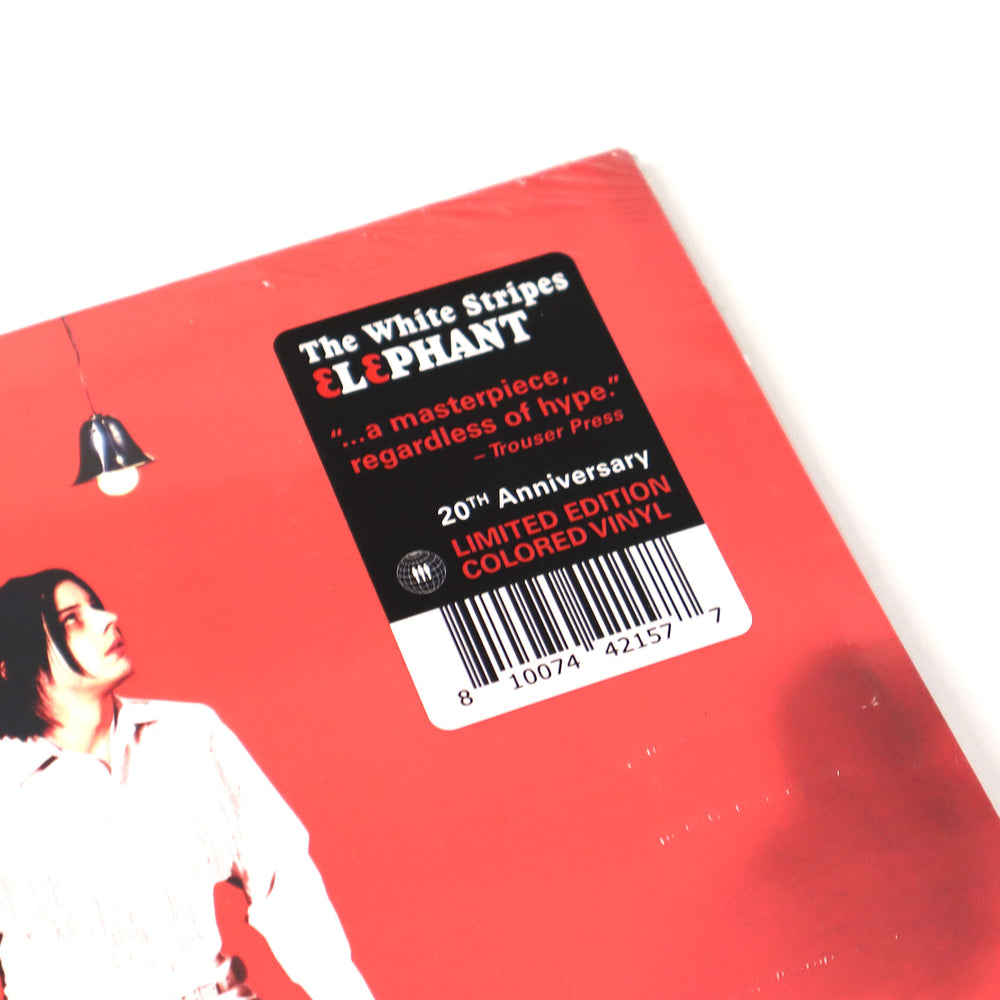 The White Stripes
ƐLƐPHANT
“...a masterpiece,
regardless of hype.”
– Trouser Press
20TH Anniversary
LIMITED EDITION
COLORED VINYL
8 10074 42157 7